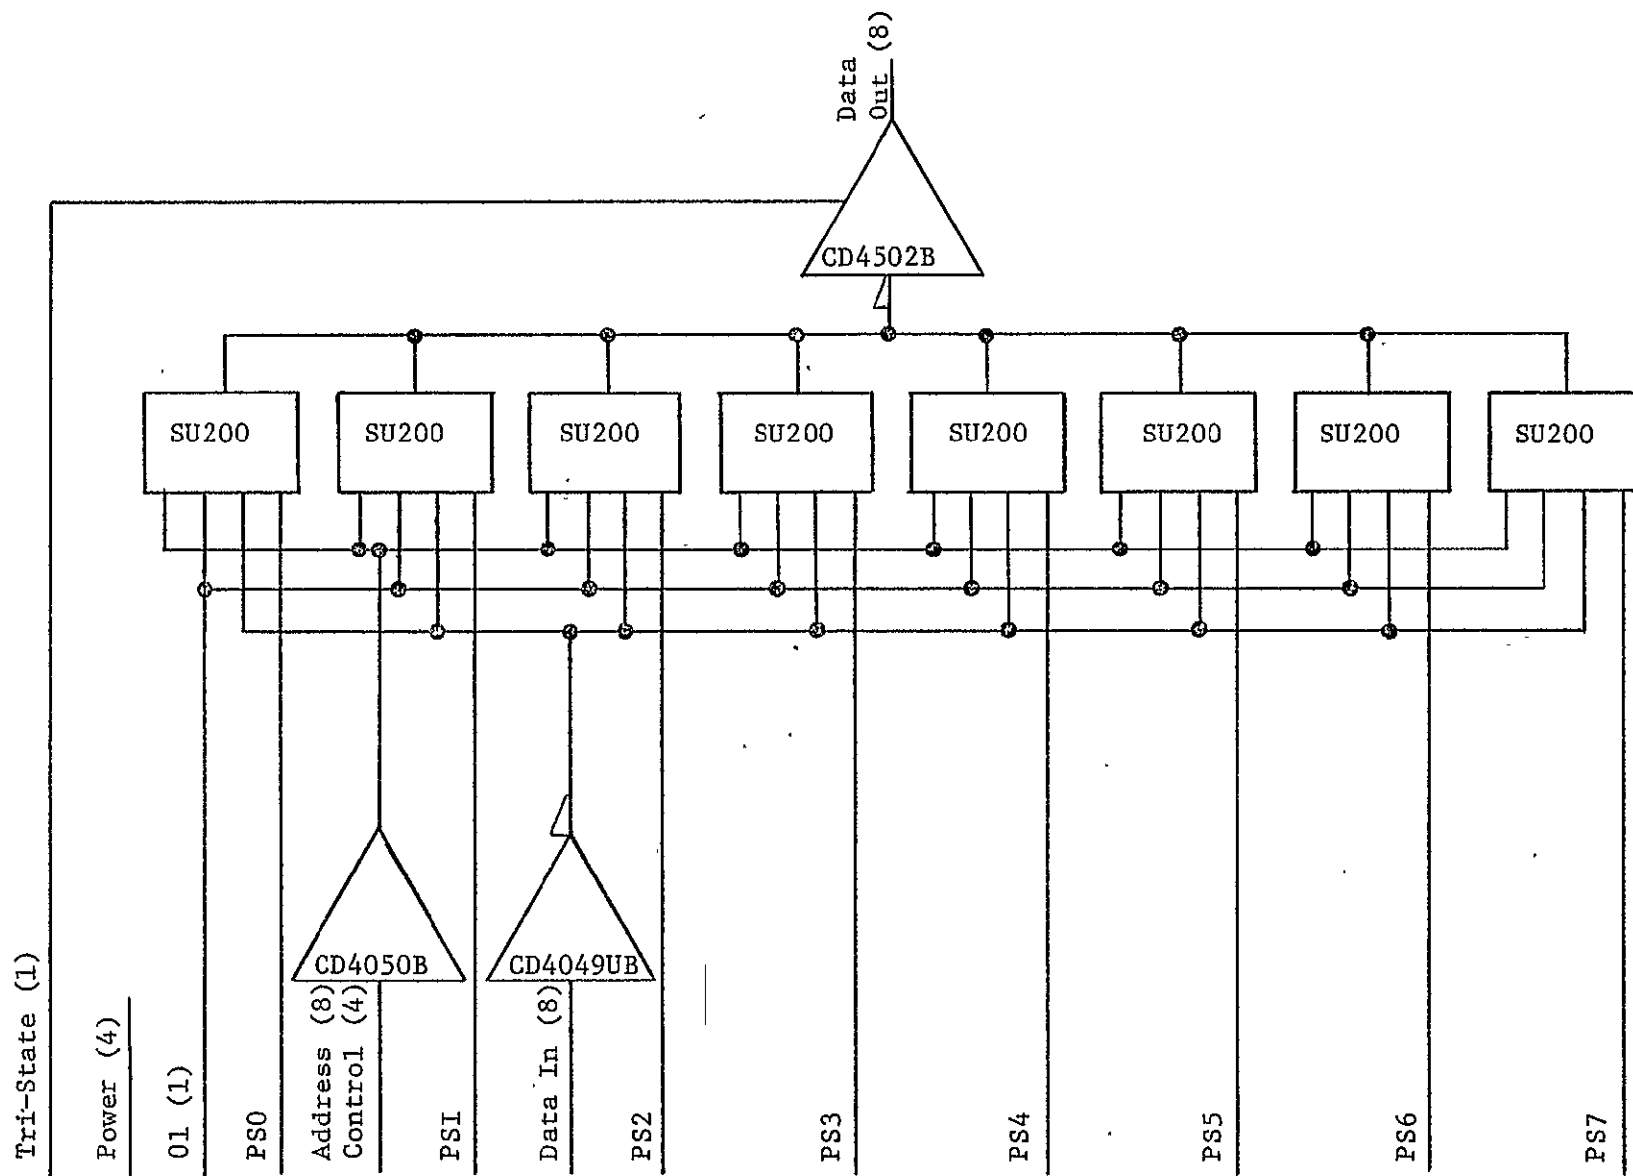 Data
Out (8)
CD4502B
SU200
SU200
SU200
SU200
SU200
SU200
SU200
SU200
CD4050B
CD4049UB
Tri-State (1)
Power (4)
01 (1)
PS0
Address (8)
Control (4)
PS1
Data In (8)
PS2
PS3
PS4
PS5
PS6
PS7